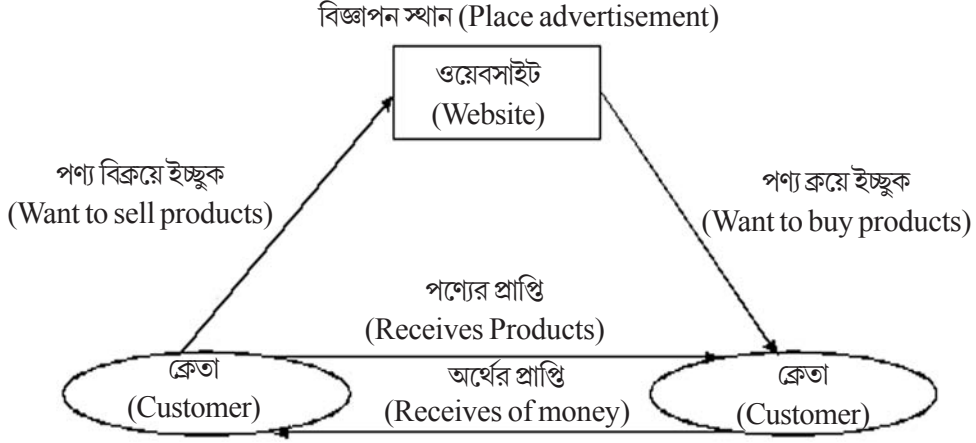 বিজ্ঞাপন স্থান (Place advertisement)
ওয়েবসাইট
(Website)
পণ্য বিক্রয়ে ইচ্ছুক
(Want to sell products)
পণ্য ক্রয়ে ইচ্ছুক
(Want to buy products)
পণ্যের প্রাপ্তি
(Receives Products)
ক্রেতা
(Customer)
অর্থের প্রাপ্তি
(Receives of money)
ক্রেতা
(Customer)